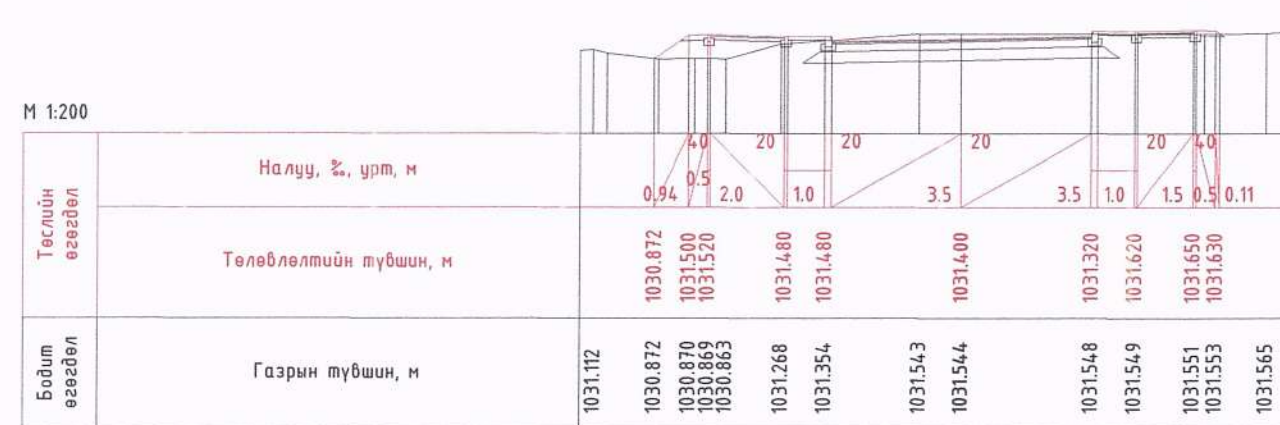 М 1:200
Төслийн өгөгдөл
Налуу, ‰, урт, м
40 20 20 20 20 40
0.94 0.5 2.0 1.0 3.5 3.5 1.0 1.5 0.5 0.11
Төлөвлөлтийн түвшин, м
1030.872 1031.500 1031.520 1031.480 1031.480 1031.400 1031.320 1031.620 1031.650 1031.630
Бодит өгөгдөл
Газрын түвшин, м
1031.112 1030.872 1030.870 1030.869 1030.863 1031.268 1031.354 1031.543 1031.544 1031.548 1031.549 1031.551 1031.553 1031.565